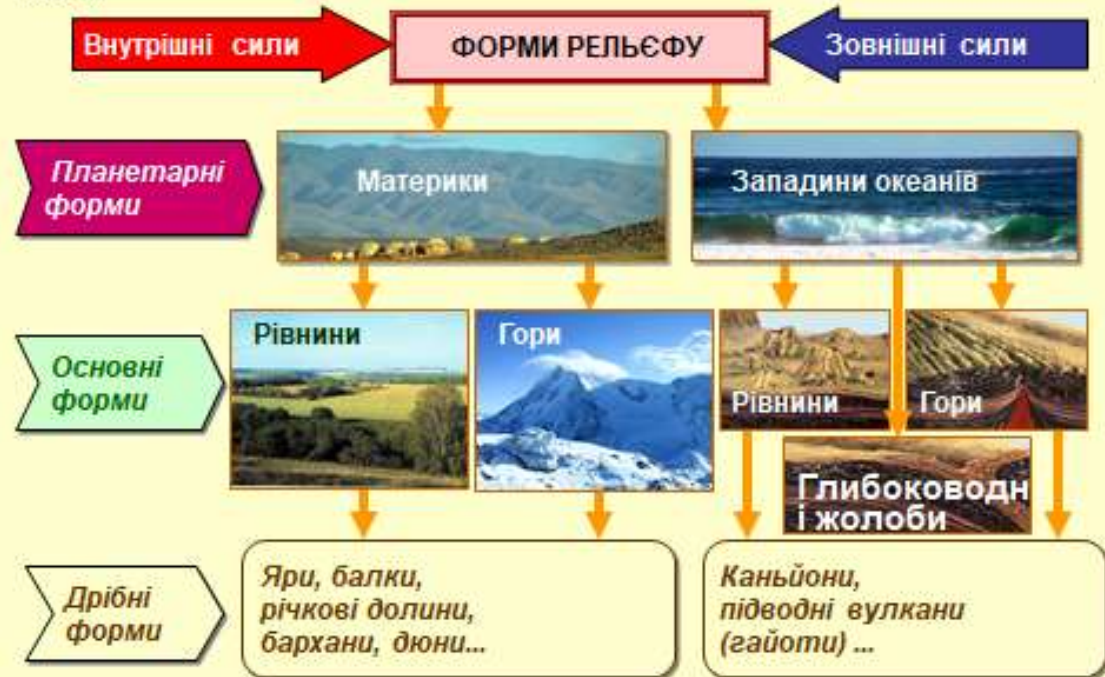 Внутрішні сили
ФОРМИ РЕЛЬЄФУ
Зовнішні сили
Планетарні
форми
Материки
Западини океанів
Основні
форми
Рівнини
Гори
Рівнини
Гори
Глибоководн
і жолоби
Дрібні
форми
Яри, балки,
річкові долини,
бархани, дюни...
Каньйони,
підводні вулкани
(гайоти) ...